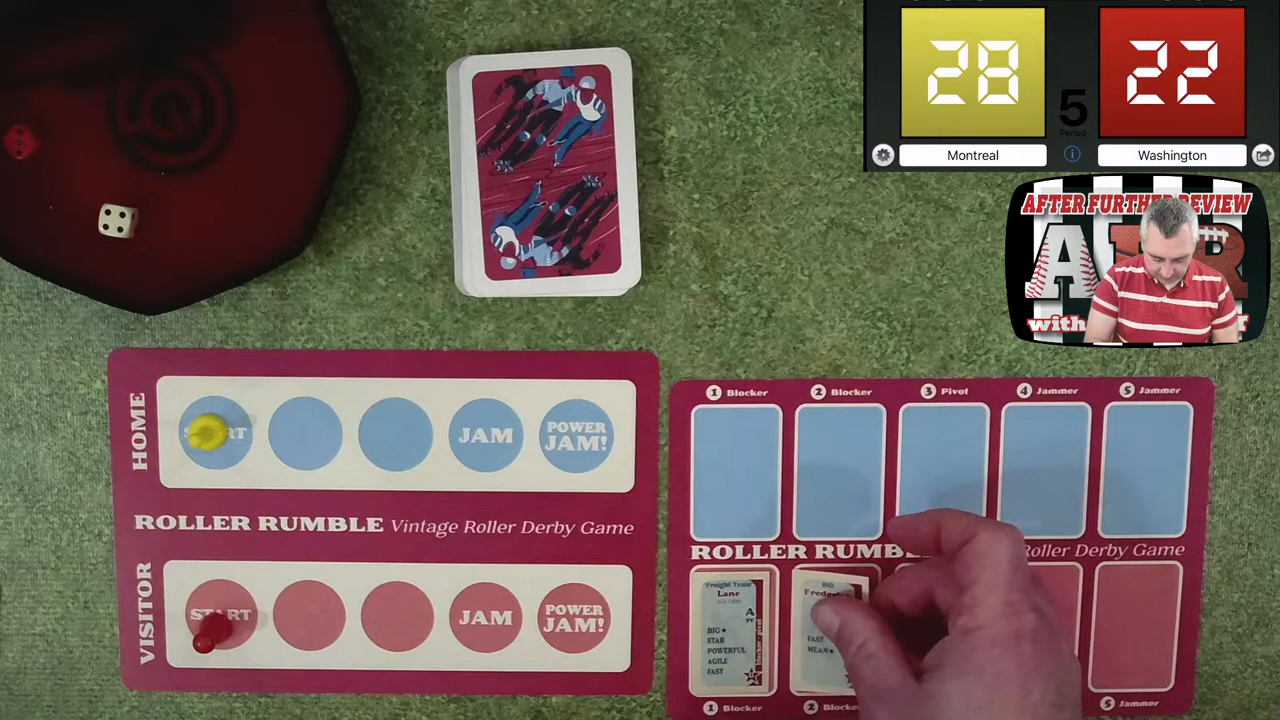 28
22
5
Period
Montreal
Washington
AFTER FURTHER REVIEW
HOME
START
JAM
POWER
JAM!
ROLLER RUMBLE Vintage Roller Derby Game
VISITOR
START
JAM
POWER
JAM!
1 Blocker
2 Blocker
3 Pivot
4 Jammer
5 Jammer
ROLLER Roller Derby Game
Freight Train
Lane
BIG★
STAR
POWERFUL
AGILE
FAST
blocker-pivot
FAST
MEAN★
1 Blocker
2 Blocker
5 Jammer